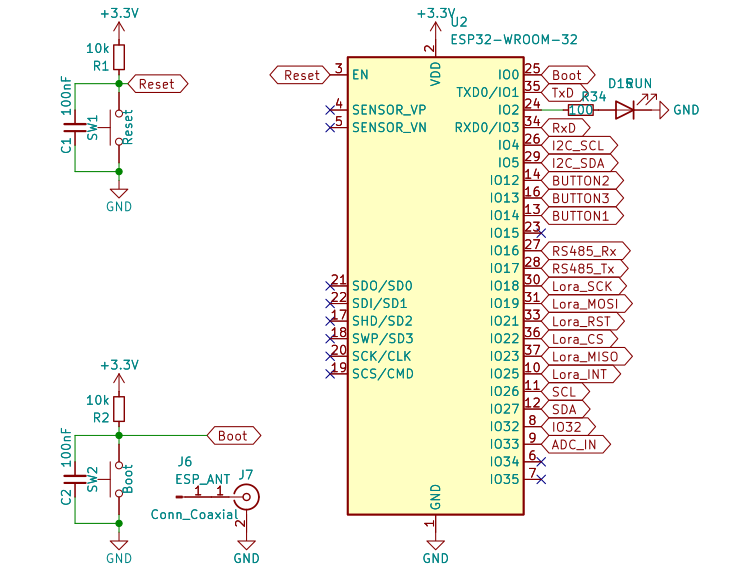 +3.3V
10k
R1
100nF
C1
SW1
Reset
Reset
GND
+3.3V
10k
R2
Boot
100nF
C2
SW2
Boot
GND
J6
ESP_ANT
1
1
J7
Conn_Coaxial
2
GND
+3.3V
U2
ESP32-WROOM-32
2
VDD
Reset 3 EN
4 SENSOR_VP
5 SENSOR_VN
21 SDO/SD0
22 SDI/SD1
17 SHD/SD2
18 SWP/SD3
20 SCK/CLK
19 SCS/CMD
IO0 25 Boot
TXD0/IO1 35 TxD
IO2 24
R34
100
RUN
GND
RXD0/IO3 34 RxD
IO4 26 I2C_SCL
IO5 29 I2C_SDA
IO12 14 BUTTON2
IO13 16 BUTTON3
IO14 13 BUTTON1
IO15 23
IO16 27 RS485_Rx
IO17 28 RS485_Tx
IO18 30 Lora_SCK
IO19 31 Lora_MOSI
IO21 33 Lora_RST
IO22 36 Lora_CS
IO23 37 Lora_MISO
IO25 10 Lora_INT
IO26 11 SCL
IO27 12 SDA
IO32 8 IO32
IO33 9 ADC_IN
IO34 6
IO35 7
GND
1
GND